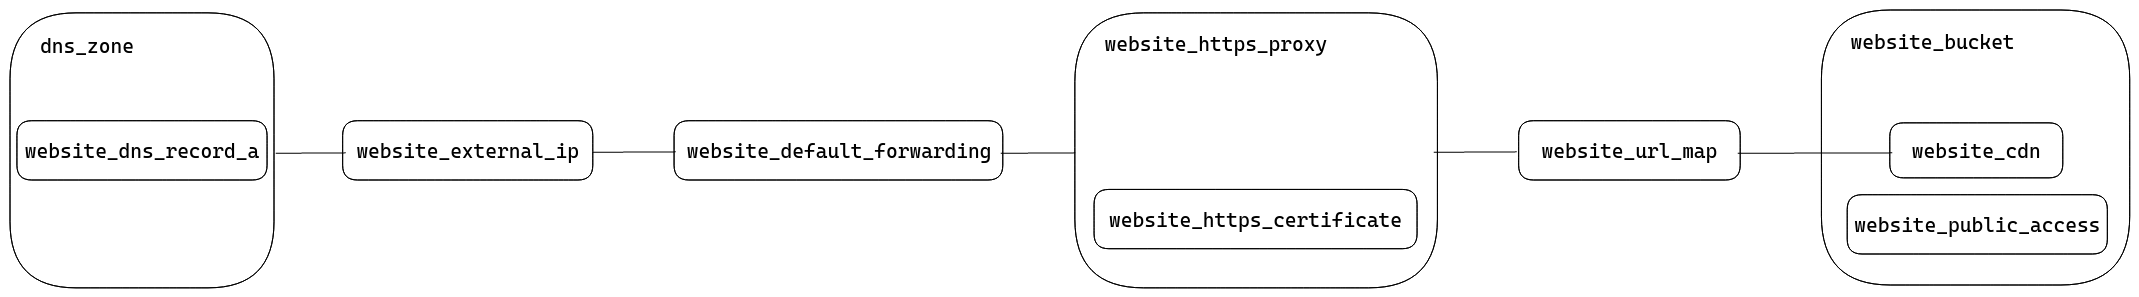 dns_zone
website_dns_record_a
website_external_ip
website_default_forwarding
website_https_proxy
website_https_certificate
website_url_map
website_bucket
website_cdn
website_public_access